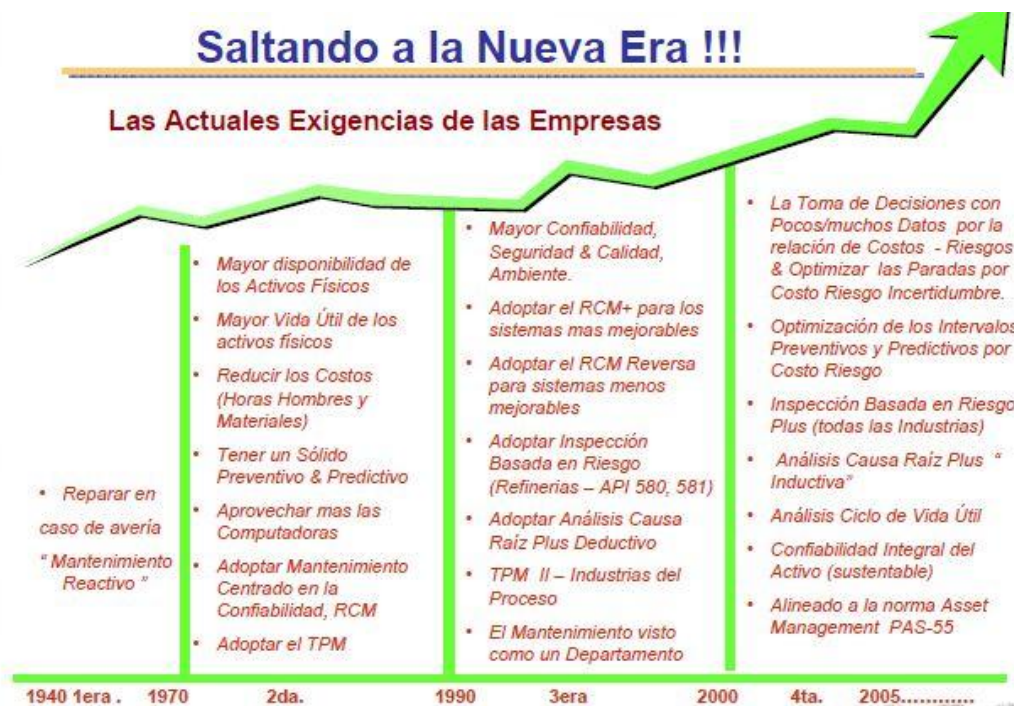 Saltando a la Nueva Era !!!
Las Actuales Exigencias de las Empresas
• Reparar en
caso de avería
" Mantenimiento
Reactivo "
• Mayor disponibilidad de
los Activos Físicos
• Mayor Vida Útil de los
activos físicos
• Reducir los Costos
(Horas Hombres y
Materiales)
• Tener un Sólido
Preventivo & Predictivo
• Aprovechar mas las
Computadoras
• Adoptar Mantenimiento
Centrado en la
Confiabilidad, RCM
• Adoptar el TPM
• Mayor Confiabilidad,
Seguridad & Calidad,
Ambiente.
• Adoptar el RCM+ para los
sistemas mas mejorables
• Adoptar el RCM Reversa
para sistemas menos
mejorables
• Adoptar Inspección
Basada en Riesgo
(Refinerias – API 580, 581)
• Adoptar Análisis Causa
Raíz Plus Deductivo
• TPM II – Industrias del
Proceso
• El Mantenimiento visto
como un Departamento
• La Toma de Decisiones con
Pocos/muchos Datos por la
relación de Costos - Riesgos
& Optimizar las Paradas por
Costo Riesgo Incertidumbre.
• Optimización de los Intervalos
Preventivos y Predictivos por
Costo Riesgo
• Inspección Basada en Riesgo
Plus (todas las Industrias)
• Análisis Causa Raíz Plus "
Inductiva"
• Análisis Ciclo de Vida Útil
• Confiabilidad Integral del
Activo (sustentable)
• Alineado a la norma Asset
Management PAS-55
1940 1era . 1970 2da. 1990 3era 2000 4ta. 2005............